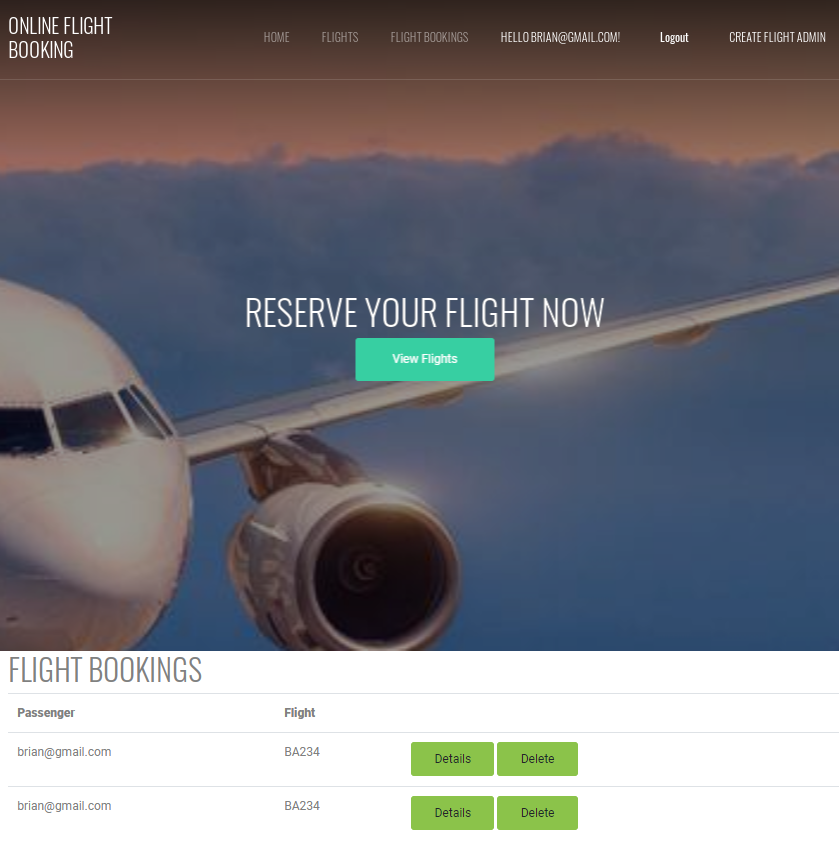 ONLINE FLIGHT
BOOKING
HOME FLIGHTS FLIGHT BOOKINGS HELLO BRIAN@GMAIL.COM! Logout CREATE FLIGHT ADMIN
RESERVE YOUR FLIGHT NOW
View Flights
FLIGHT BOOKINGS
Passenger Flight
brian@gmail.com BA234 Details Delete
brian@gmail.com BA234 Details Delete